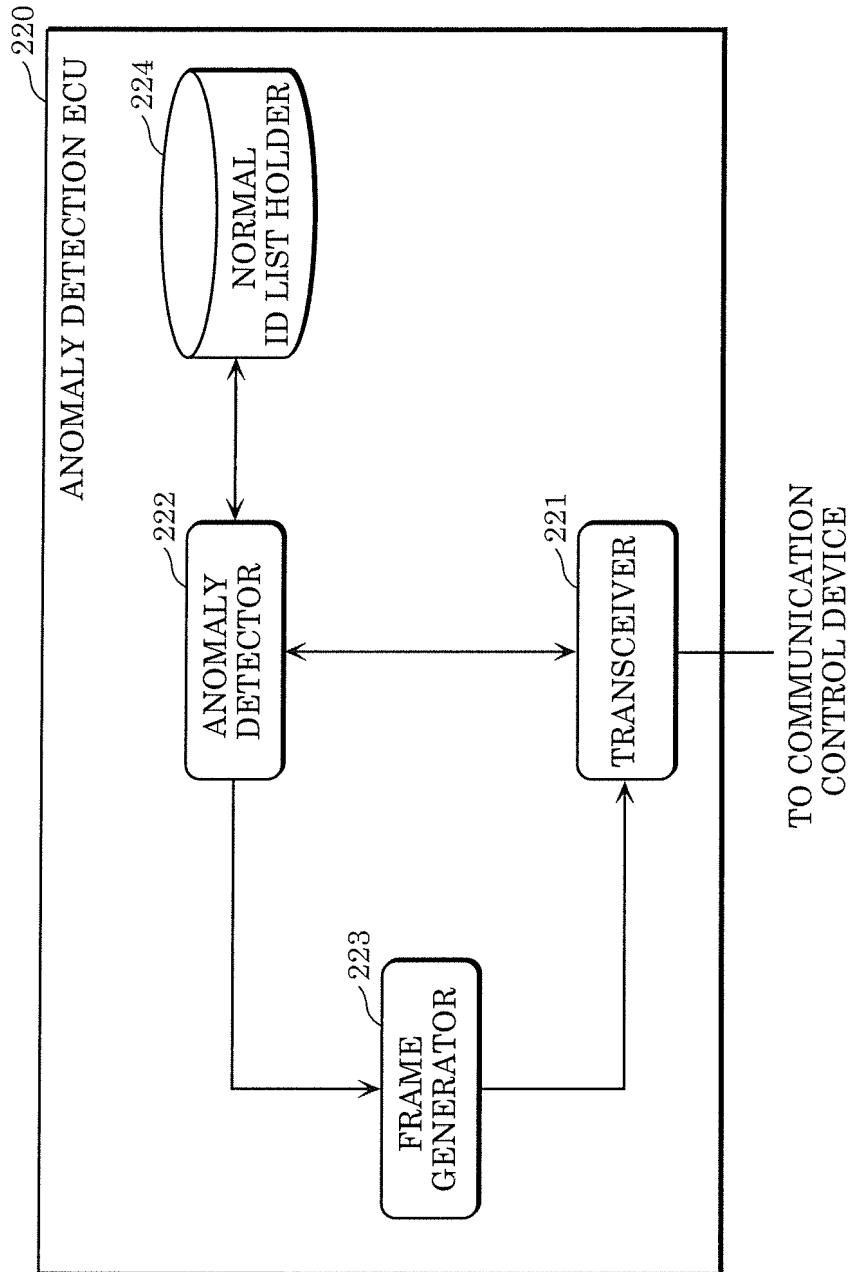 220
ANOMALY DETECTION ECU
224
NORMAL
ID LIST HOLDER
222
ANOMALY
DETECTOR
223
FRAME
GENERATOR
221
TRANSCEIVER
TO COMMUNICATION
CONTROL DEVICE